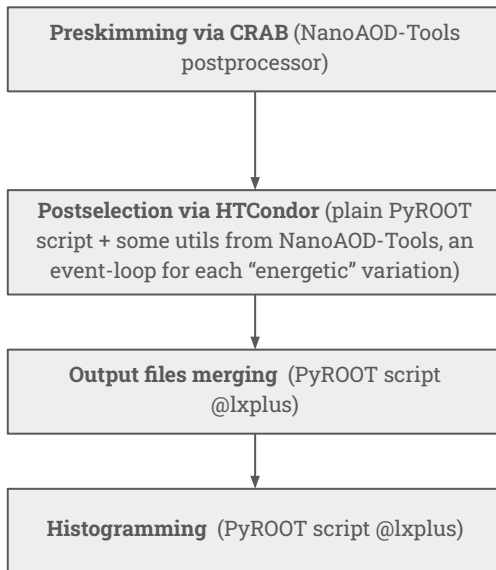 Preskimming via CRAB (NanoAOD-Tools
postprocessor)
Postselection via HTCondor (plain PyROOT
script + some utils from NanoAOD-Tools, an
event-loop for each “energetic” variation)
Output files merging (PyROOT script
@lxplus)
Histogramming (PyROOT script @lxplus)